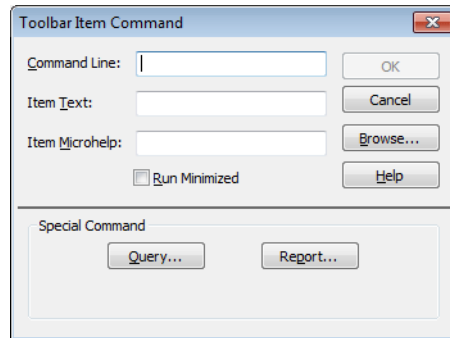 Toolbar Item Command
Command Line:
OK
Item Text:
Cancel
Item Microhelp:
Browse...
Run Minimized
Help
Special Command
Query...
Report...